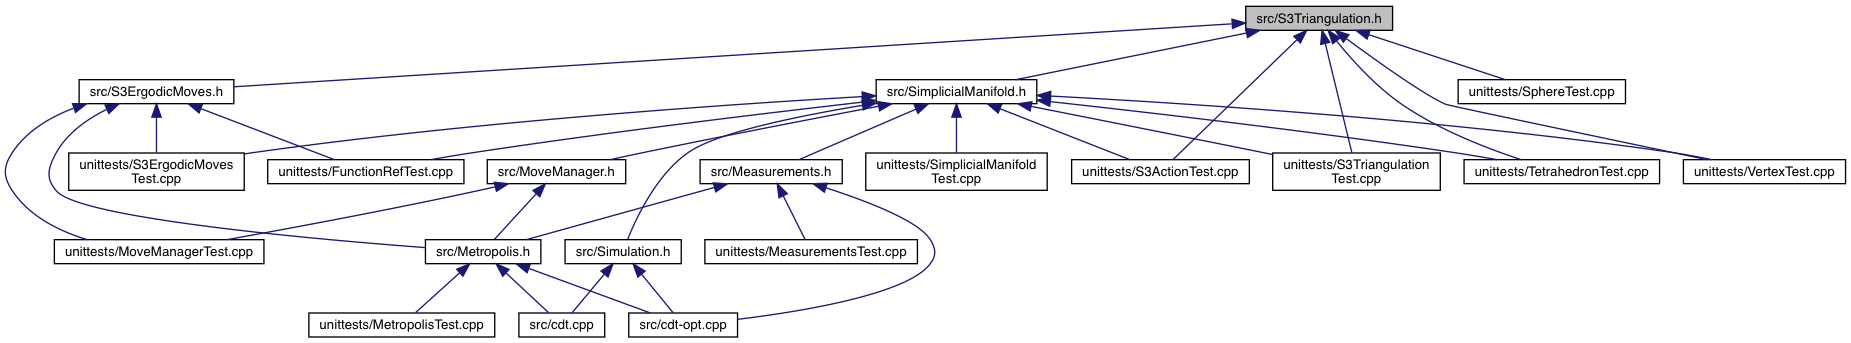 src/S3Triangulation.h
src/S3ErgodicMoves.h
src/SimplicialManifold.h
unittests/SphereTest.cpp
unittests/S3ErgodicMoves
Test.cpp
unittests/FunctionRefTest.cpp
src/MoveManager.h
src/Measurements.h
unittests/SimplicialManifold
Test.cpp
unittests/S3ActionTest.cpp
unittests/S3Triangulation
Test.cpp
unittests/TetrahedronTest.cpp
unittests/VertexTest.cpp
unittests/MoveManagerTest.cpp
src/Metropolis.h
src/Simulation.h
unittests/MeasurementsTest.cpp
unittests/MetropolisTest.cpp
src/cdt.cpp
src/cdt-opt.cpp